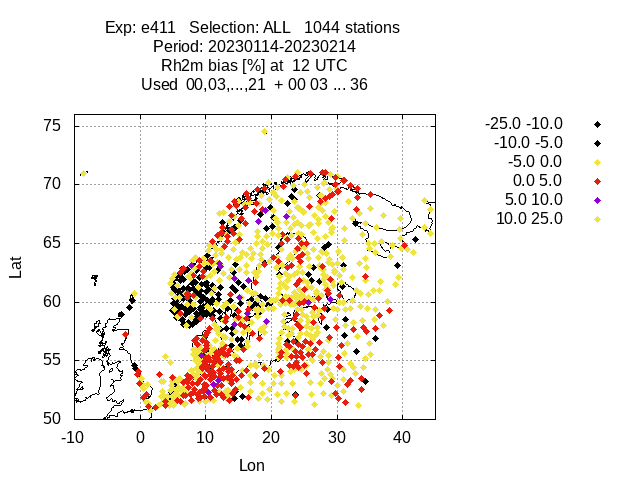 Exp: e411   Selection: ALL   1044 stations
Period: 20230114-20230214
Rh2m bias [%] at  12 UTC
Used  00,03,...,21  + 00 03 ... 36
-25.0 -10.0
-10.0 -5.0
-5.0 0.0
0.0 5.0
5.0 10.0
10.0 25.0
75
70
65
60
55
50
Lat
-10 0 10 20 30 40
Lon